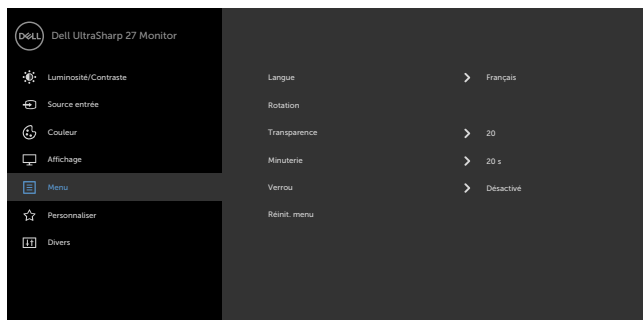 DELL Dell UltraSharp 27 Monitor
Luminosité/Contraste
Source entrée
Couleur
Affichage
Menu
Personnaliser
Divers
Langue Français
Rotation
Transparence 20
Minuterie 20 s
Verrou Désactivé
Réinit. menu